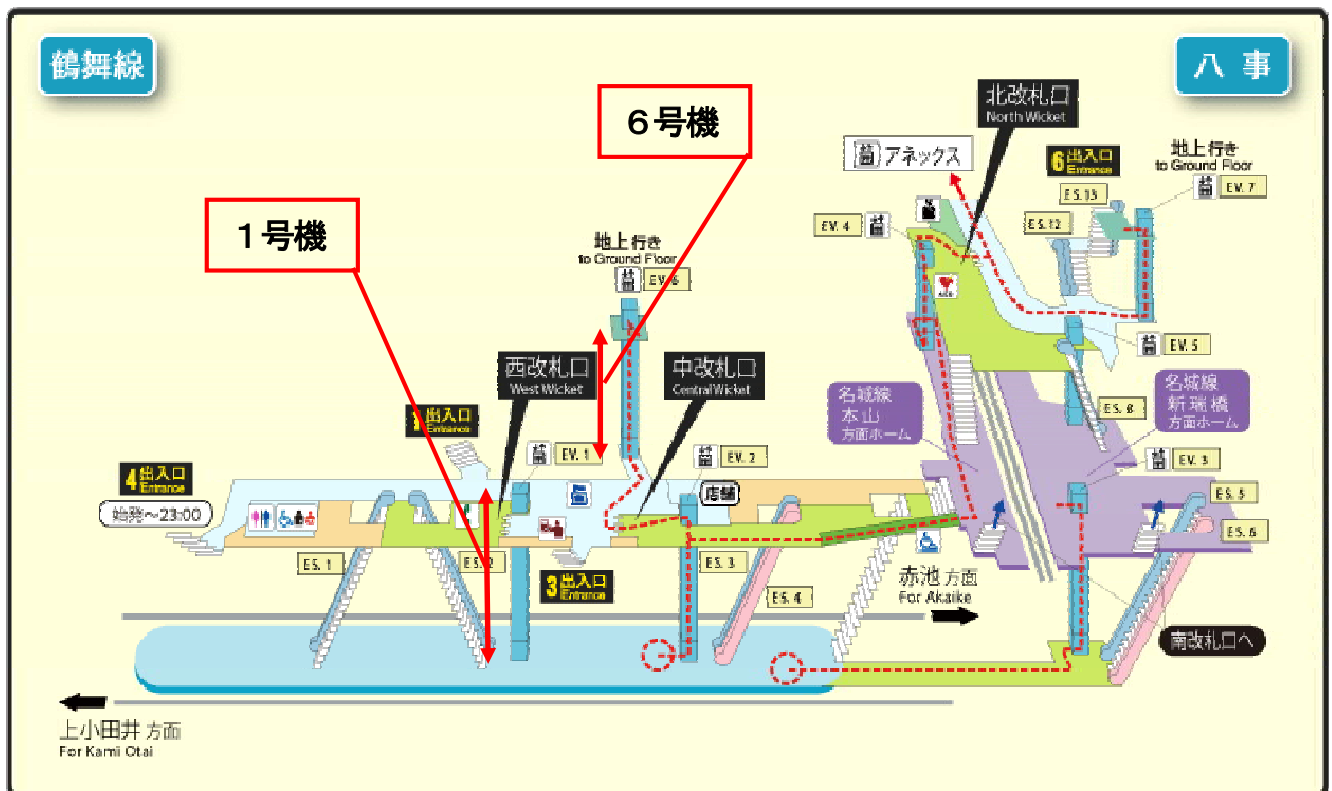 鶴舞線
八事
6号機
1号機
北改札口
North Wicket
アネックス
6 出入口
Entrance
地上行き
to Ground Floor
EV. 7
ES.13
ES.12
EV. 4
EV. 5
ES. 8
地上行き
to Ground Floor
EV. 6
西改札口
West Wicket
中改札口
Central Wicket
名城線
本山
方面ホーム
名城線
新瑞橋
方面ホーム
出入口
Entrance
EV. 1
EV. 2
EV. 3
店舗
4 出入口
Entrance
始発~23:00
ES. 1
ES. 2
ES. 3
ES. 4
ES. 5
ES. 6
3 出入口
Entrance
赤池 方面
For Akaike
南改札口へ
上小田井 方面
For Kami Otai